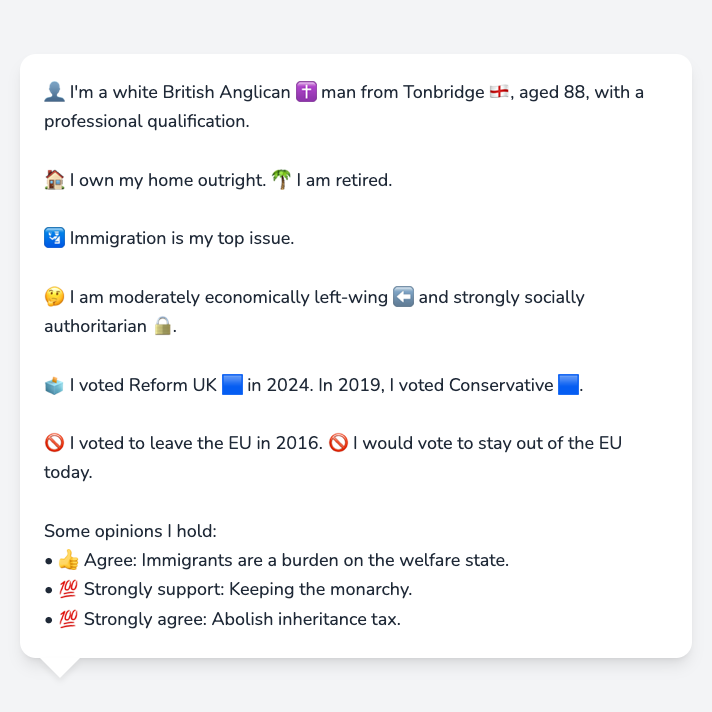 👤 I'm a white British Anglican ✝️ man from Tonbridge 🏴󠁧󠁢󠁥󠁮󠁧󠁿, aged 88, with a
professional qualification.
🏠 I own my home outright. 🌴 I am retired.
🛂 Immigration is my top issue.
🤔 I am moderately economically left-wing ⬅️ and strongly socially
authoritarian 🔒.
🗳️ I voted Reform UK 🟦 in 2024. In 2019, I voted Conservative 🟦.
🚫 I voted to leave the EU in 2016. 🚫 I would vote to stay out of the EU
today.
Some opinions I hold:
• 👍 Agree: Immigrants are a burden on the welfare state.
• 💯 Strongly support: Keeping the monarchy.
• 💯 Strongly agree: Abolish inheritance tax.